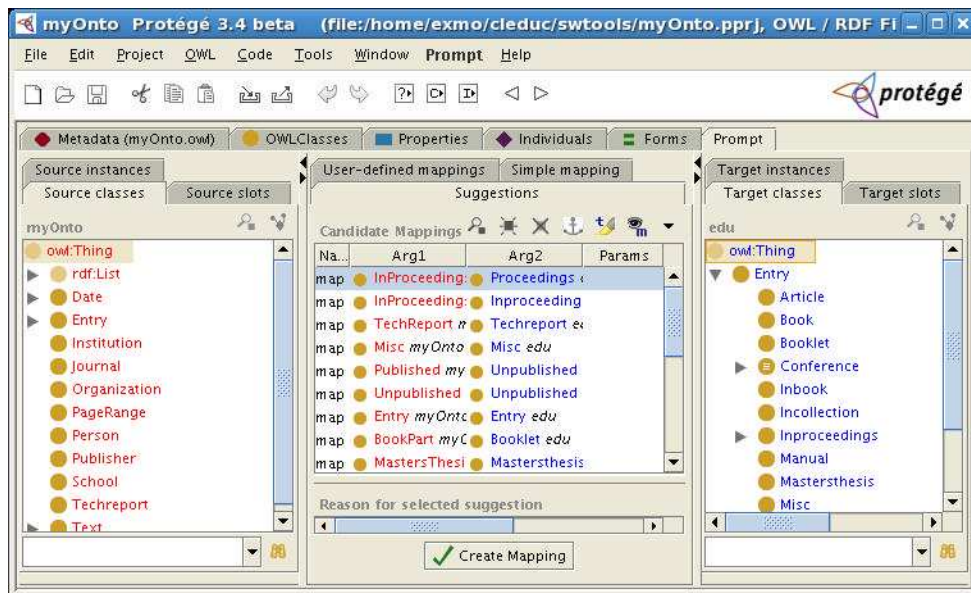 myOnto Protégé 3.4 beta (file:/home/exmo/cleduc/swtools/myOnto.pprj, OWL / RDF Fi
File Edit Project OWL Code Tools Window Prompt Help
protégé
Metadata (myOnto.owl) OWLClasses Properties Individuals Forms Prompt
Source instances
Source classes Source slots
myOnto
owl:Thing
rdf:List
Date
Entry
Institution
Journal
Organization
PageRange
Person
Publisher
School
Techreport
Text
User-defined mappings Simple mapping
Suggestions
Candidate Mappings
Na... Arg1 Arg2 Params
map InProceeding: Proceedings
map InProceeding: Inproceeding
map TechReport Techreport
map Misc myOnto Misc edu
map Published my Unpublished
map Unpublished Unpublished
map Entry myOnto Entry edu
map BookPart Booklet edu
map MastersThesi Mastersthesis
Reason for selected suggestion
Create Mapping
Target instances
Target classes Target slots
edu
owl:Thing
Entry
Article
Book
Booklet
Conference
Inbook
Incollection
Inproceedings
Manual
Mastersthesis
Misc